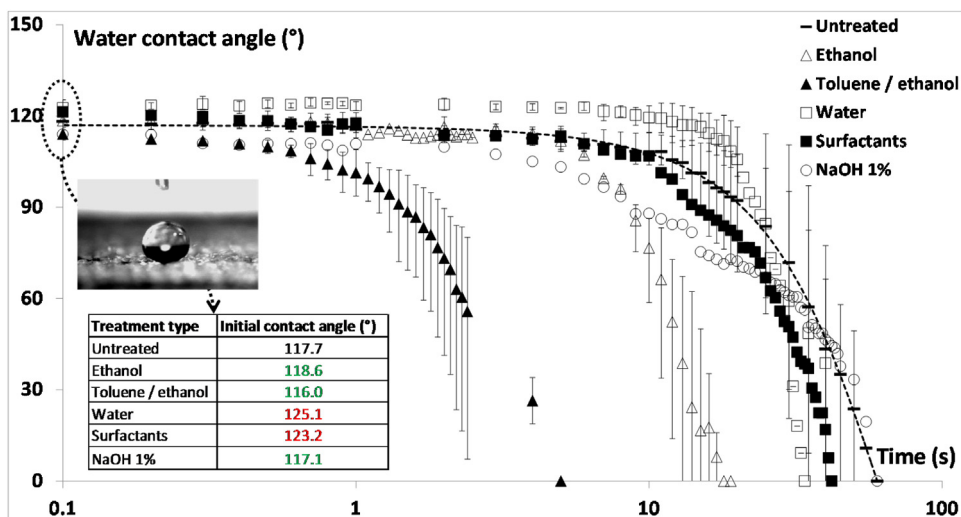 150
Water contact angle (°)
Untreated
Ethanol
Toluene / ethanol
Water
Surfactants
NaOH 1%
120
90
60
30
0
Treatment type Initial contact angle (°)
Untreated 117.7
Ethanol 118.6
Toluene / ethanol 116.0
Water 125.1
Surfactants 123.2
NaOH 1% 117.1
Time (s)
0.1 1 10 100